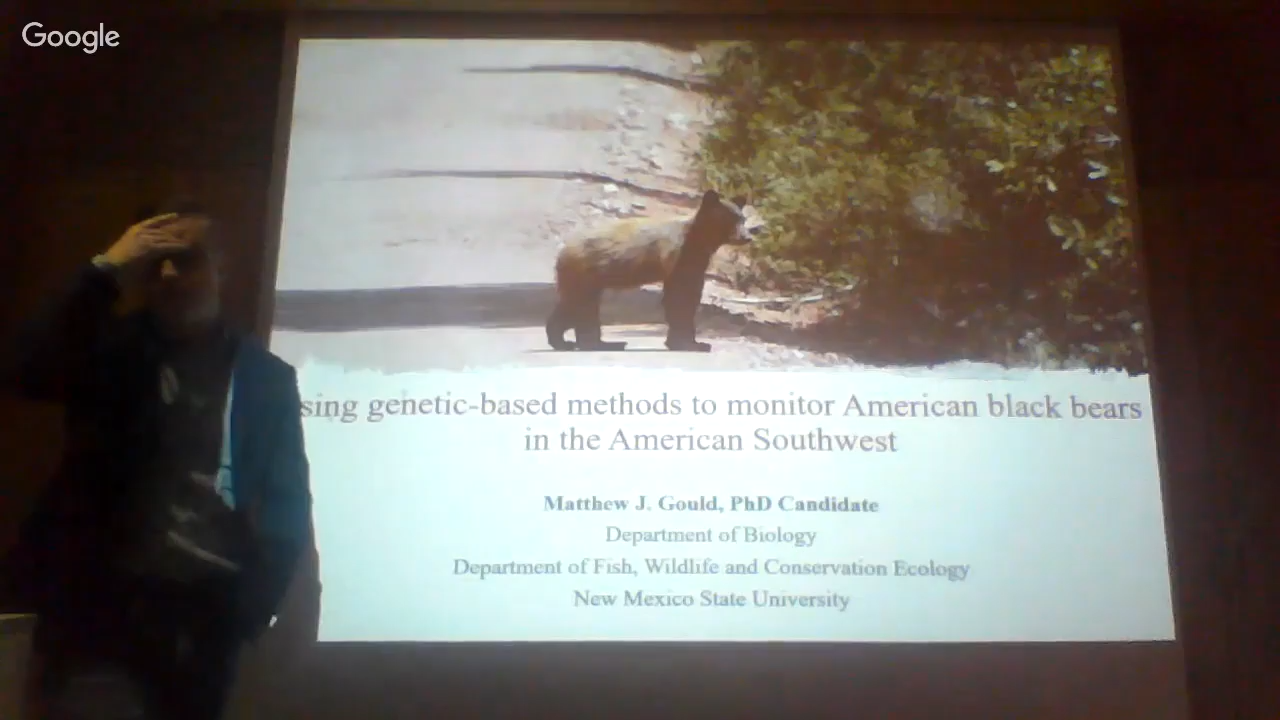 Google
sing genetic-based methods to monitor American black bears
in the American Southwest
Matthew J. Gould, PhD Candidate
Department of Biology
Department of Fish, Wildlife and Conservation Ecology
New Mexico State University